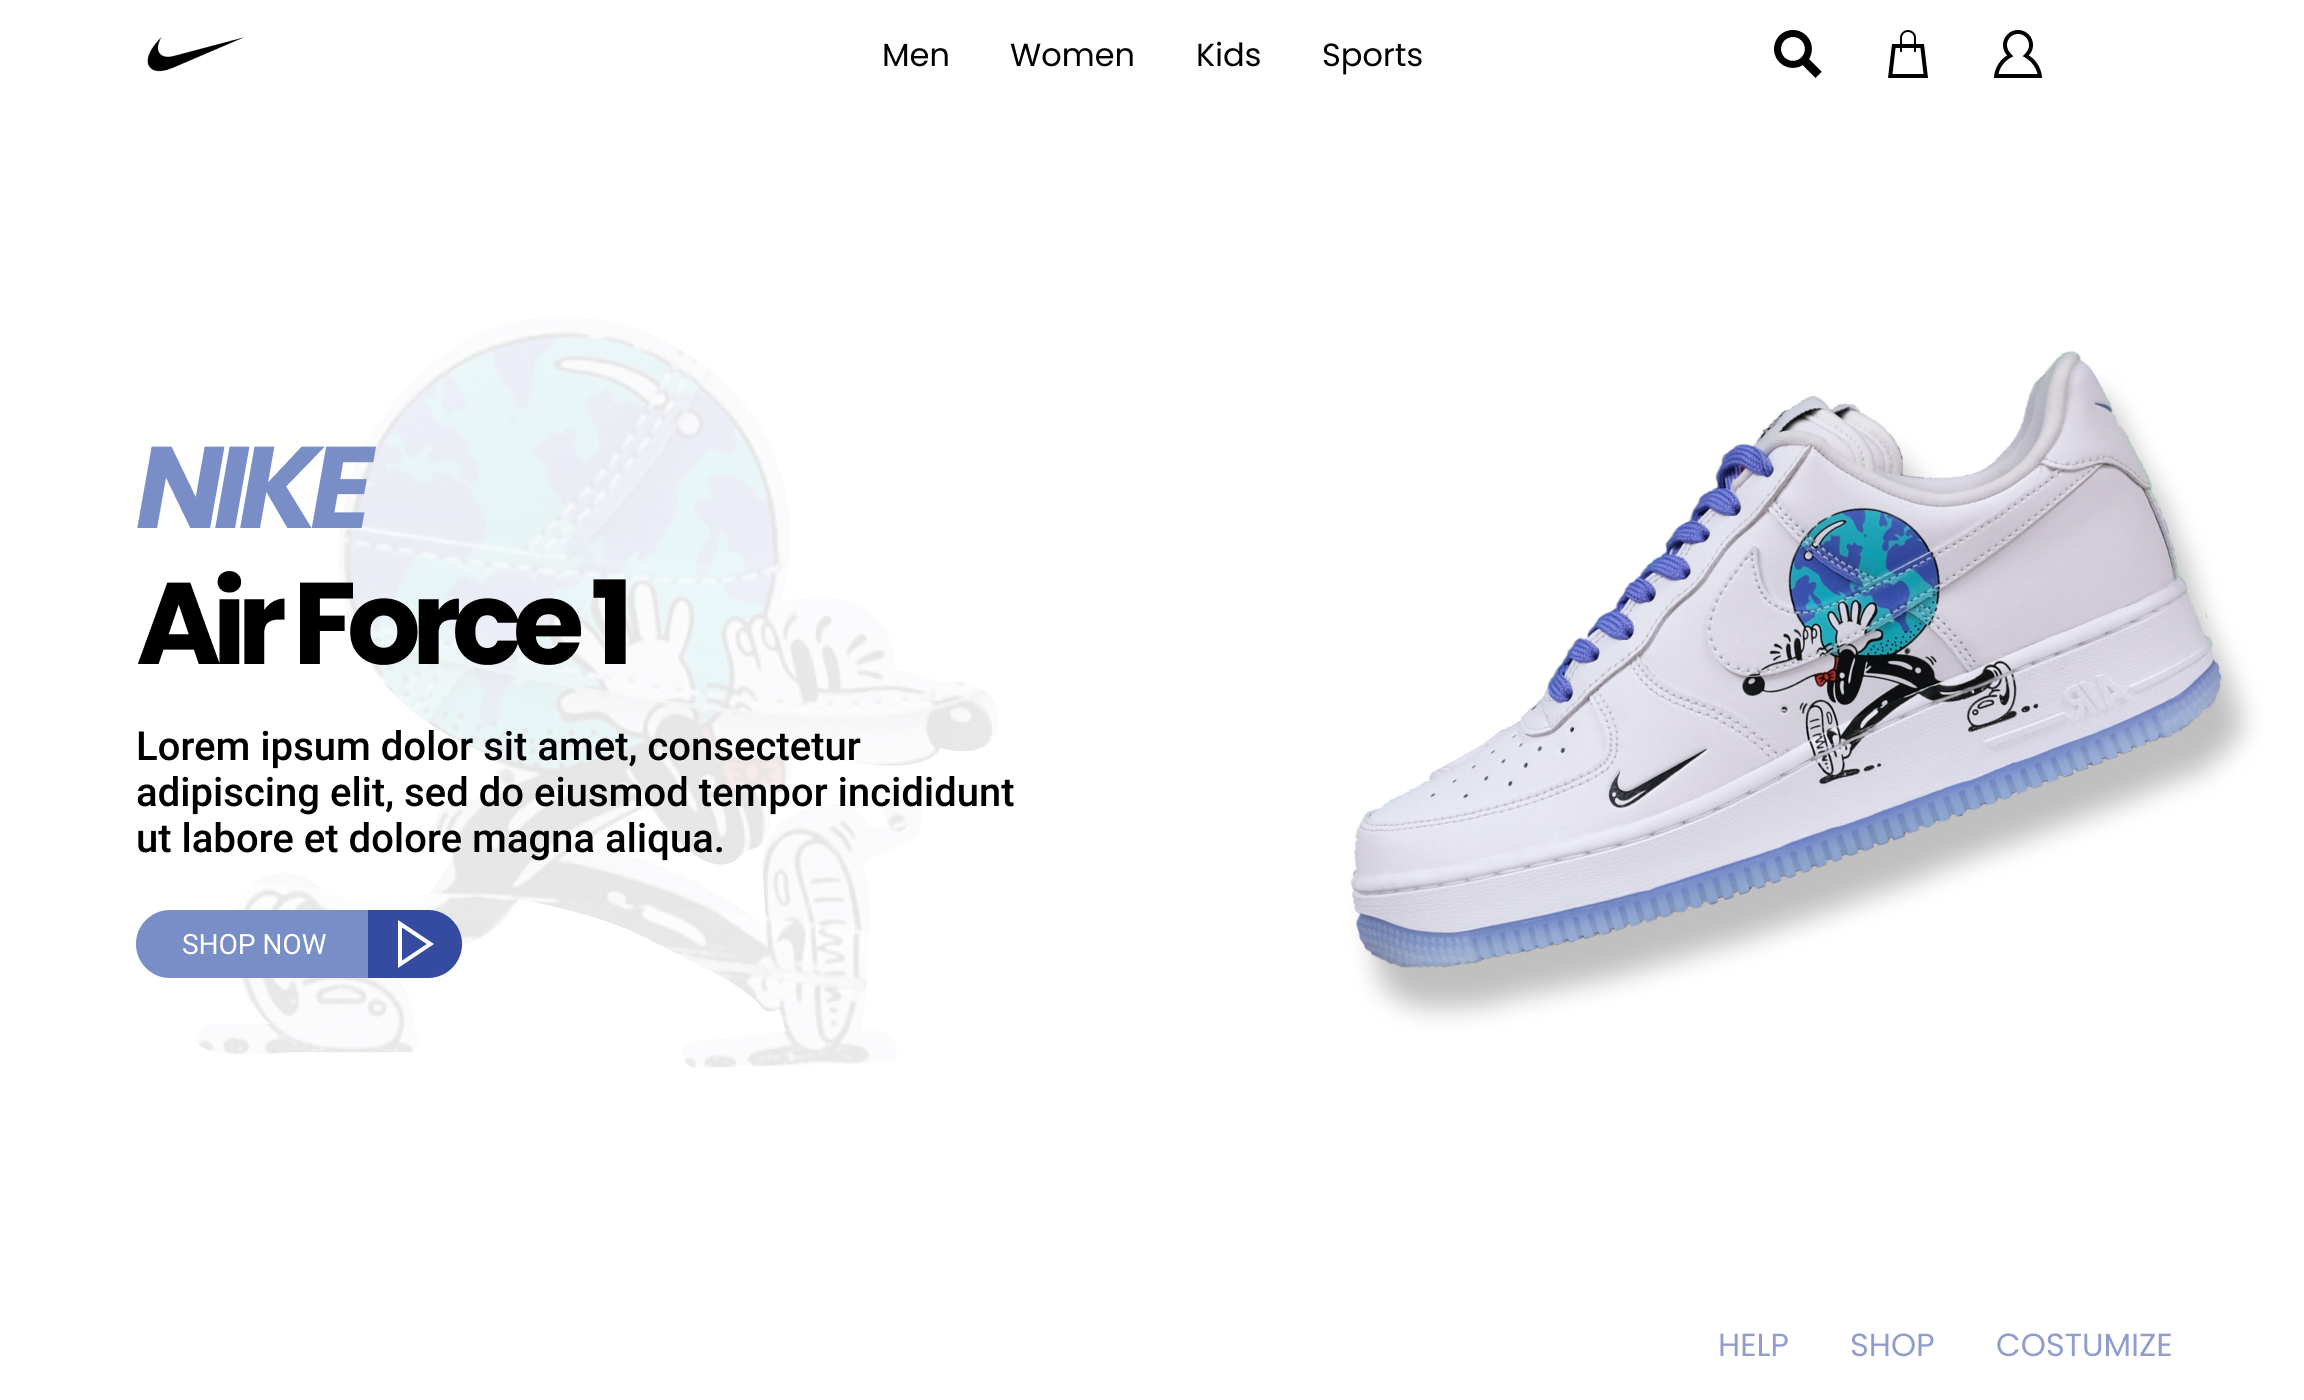 Men Women Kids Sports
NIKE
Air Force 1
Lorem ipsum dolor sit amet, consectetur
adipiscing elit, sed do eiusmod tempor incididunt
ut labore et dolore magna aliqua.
SHOP NOW
AIR
HELP SHOP COSTUMIZE